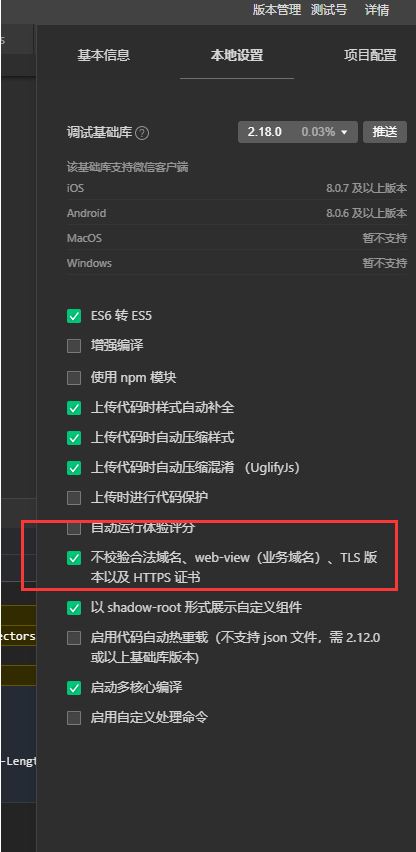 版本管理 测试号 详情
s
基本信息 本地设置 项目配置
调试基础库 ? 2.18.0 0.03% 推送
该基础库支持微信客户端
iOS 8.0.7 及以上版本
Android 8.0.6 及以上版本
MacOS 暂不支持
Windows 暂不支持
ES6 转 ES5
增强编译
使用 npm 模块
上传代码时样式自动补全
上传代码时自动压缩样式
上传代码时自动压缩混淆 （UglifyJs）
上传时进行代码保护
自动运行体验评分
不校验合法域名、web-view（业务域名）、TLS 版
本以及 HTTPS 证书
以 shadow-root 形式展示自定义组件
启用代码自动热重载（不支持 json 文件，需 2.12.0
ectors
或以上基础库版本)
启动多核心编译
启用自定义处理命令
-Lengt